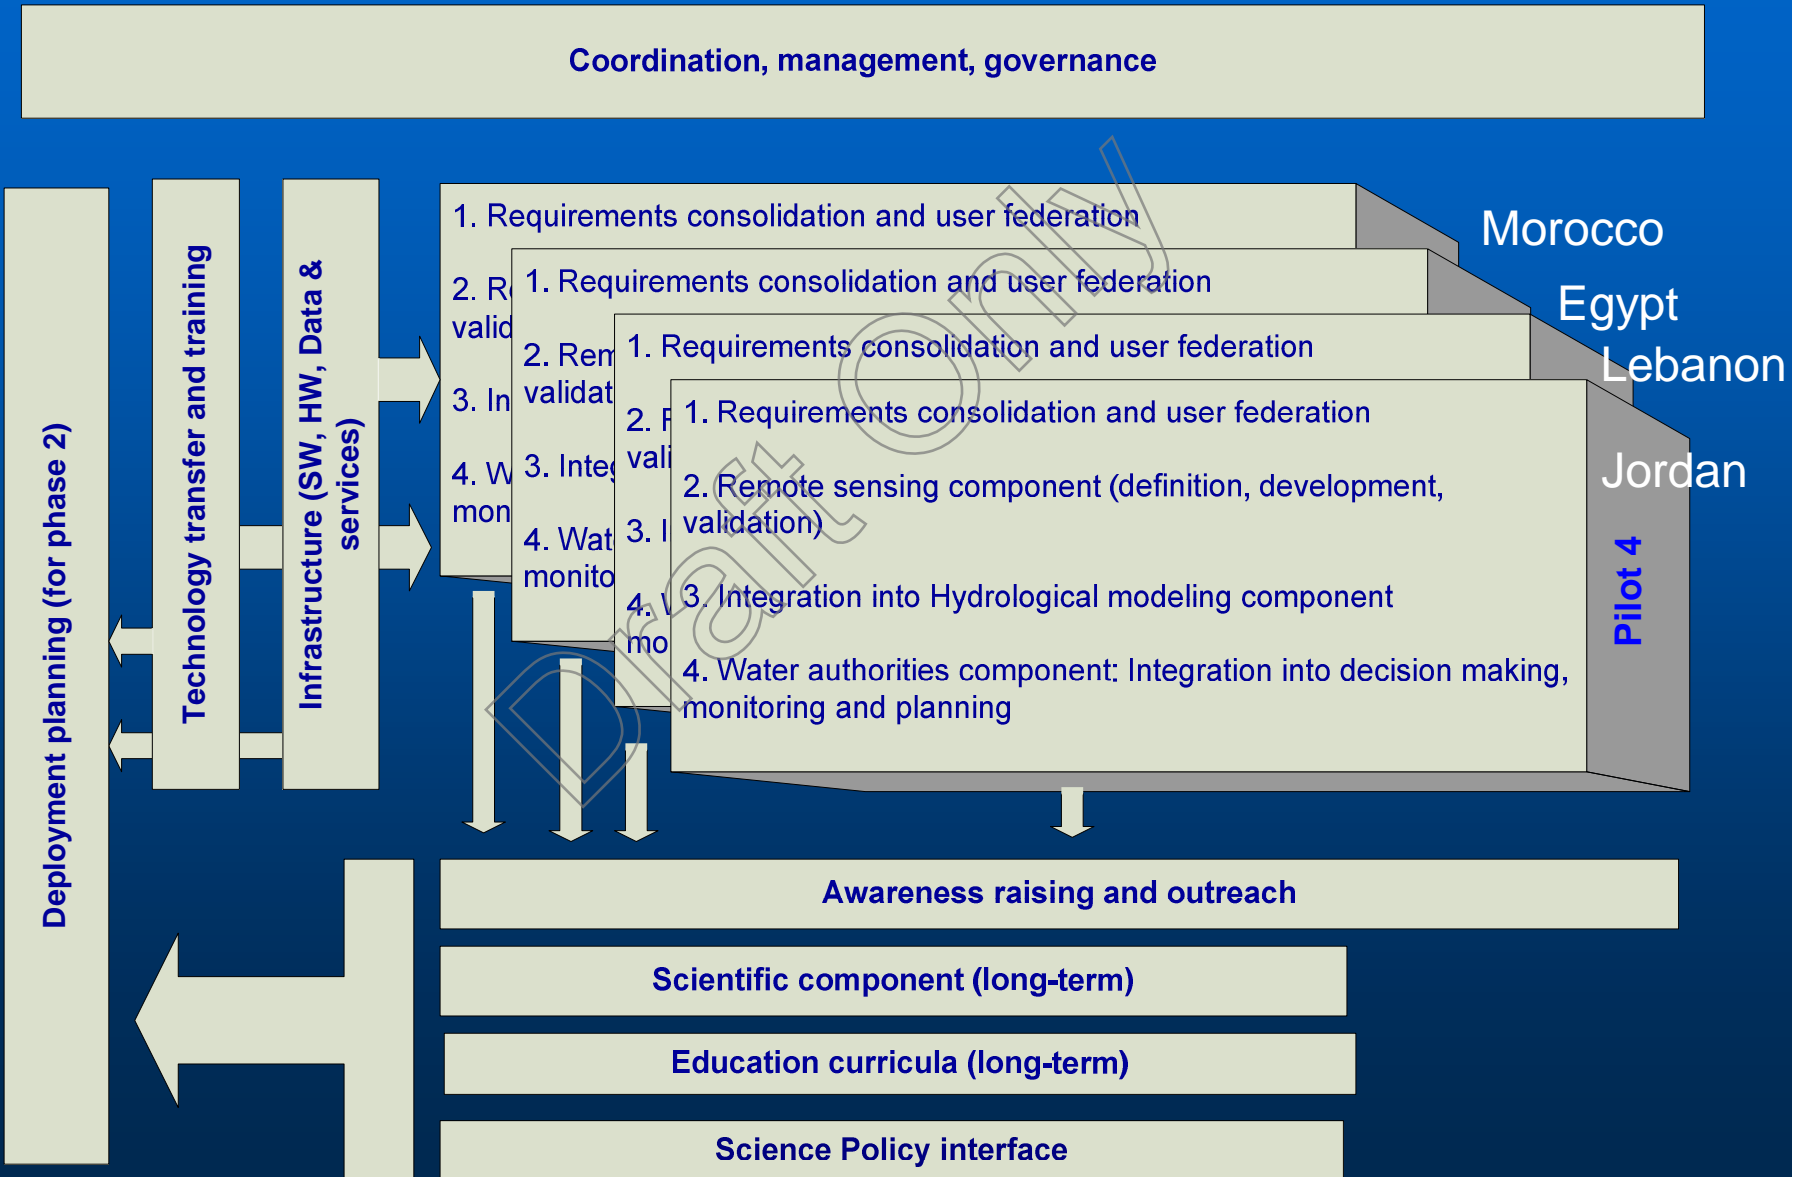 Coordination, management, governance
Deployment planning (for phase 2)
Technology transfer and training
Infrastructure (SW, HW, Data &
services)
1. Requirements consolidation and user federation
2. R
valid
3. In
4. W
mon
Morocco
1. Requirements consolidation and user federation
2. Rem
validat
3. Inte
4. Wat
monito
Egypt
1. Requirements consolidation and user federation
2.
vali
3. I
4.
mo
Lebanon
1. Requirements consolidation and user federation
2. Remote sensing component (definition, development,
validation)
3. Integration into Hydrological modeling component
4. Water authorities component: Integration into decision making,
monitoring and planning
Jordan
Pilot 4
Draft Only
Awareness raising and outreach
Scientific component (long-term)
Education curricula (long-term)
Science Policy interface